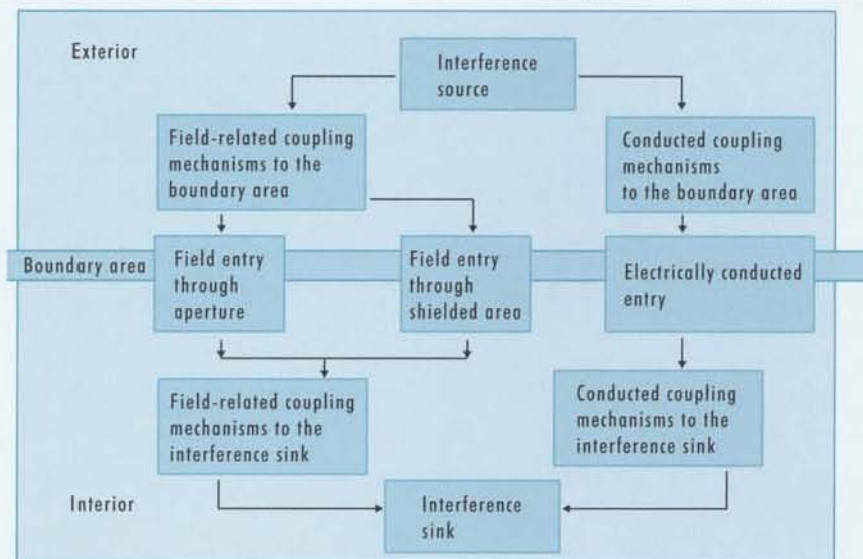 Exterior
Interference
source
Field-related coupling
mechanisms to the
boundary area
Conducted coupling
mechanisms
to the boundary area
Boundary area
Field entry
through
aperture
Field entry
through
shielded area
Electrically conducted
entry
Field-related coupling
mechanisms to the
interference sink
Conducted coupling
mechanisms to the
interference sink
Interior
Interference
sink